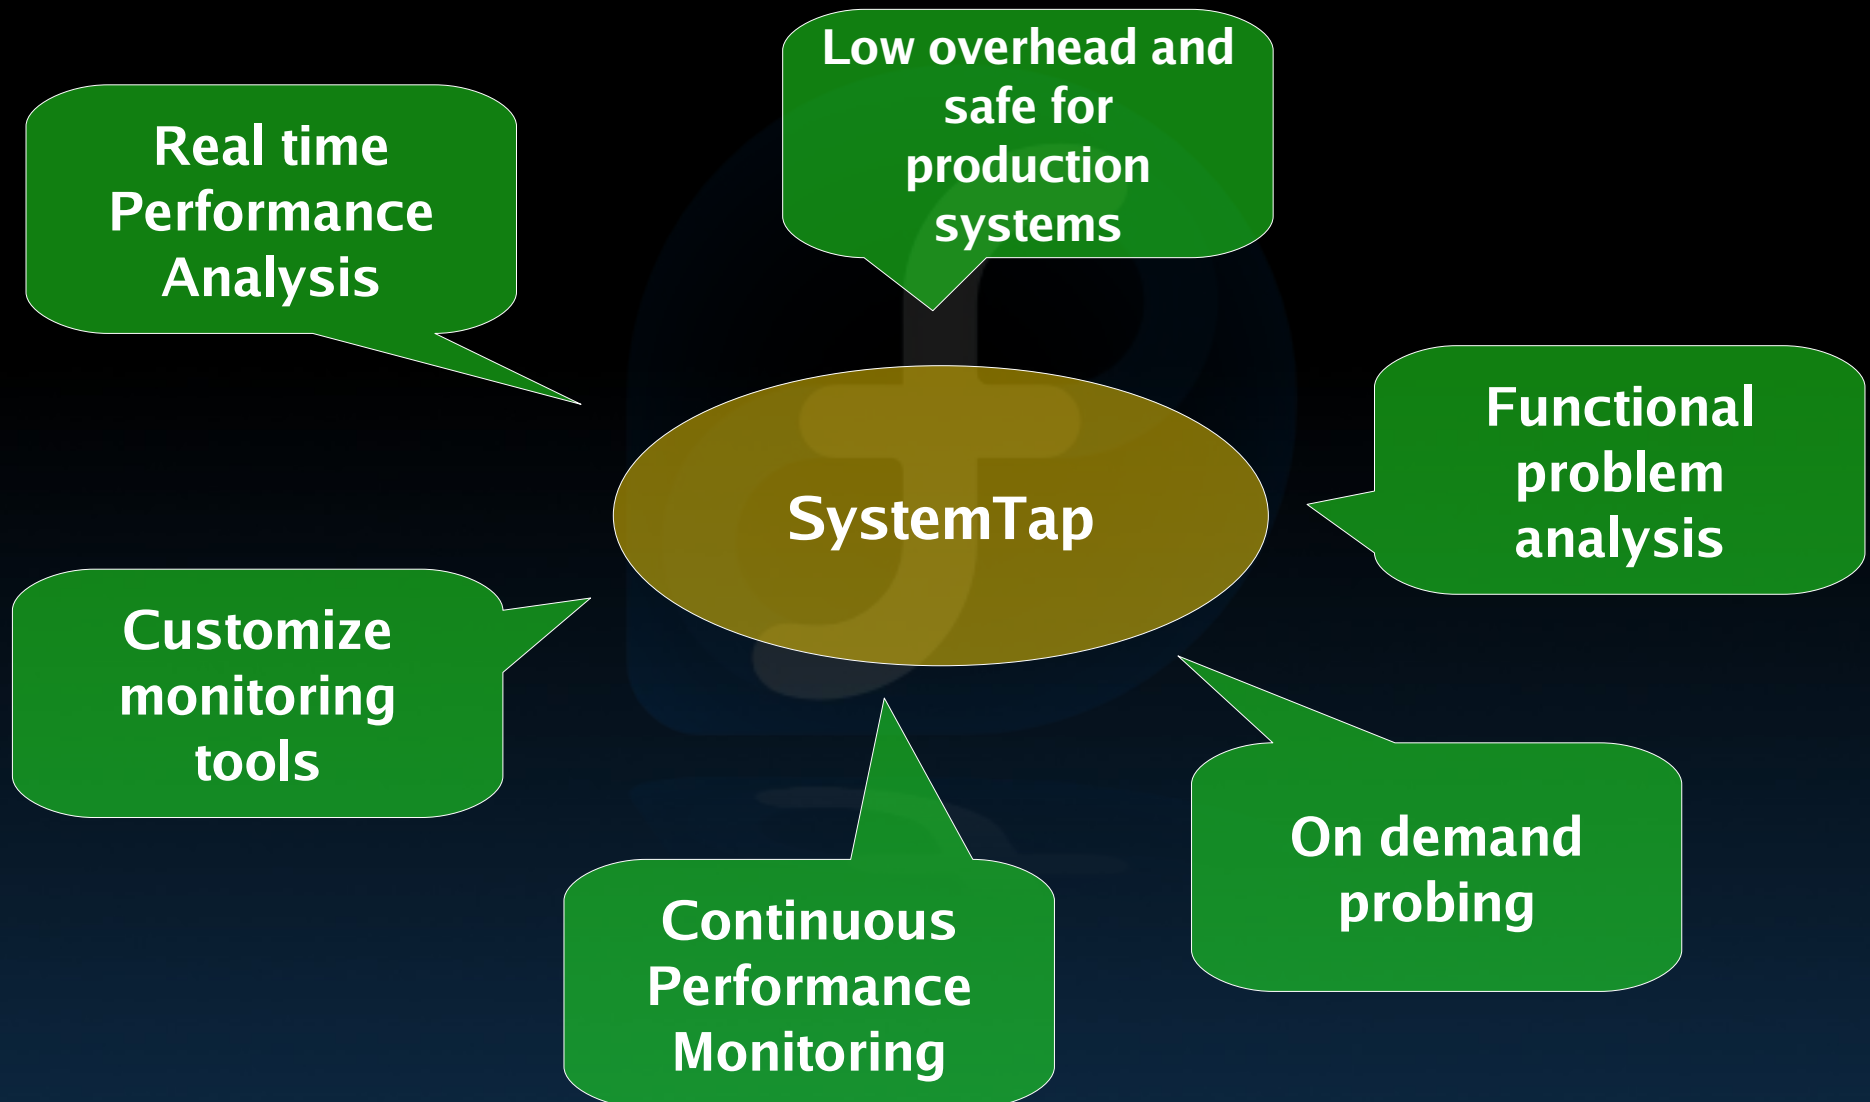 Low overhead and
safe for
production
systems
Real time
Performance
Analysis
Functional
problem
analysis
SystemTap
Customize
monitoring
tools
On demand
probing
Continuous
Performance
Monitoring